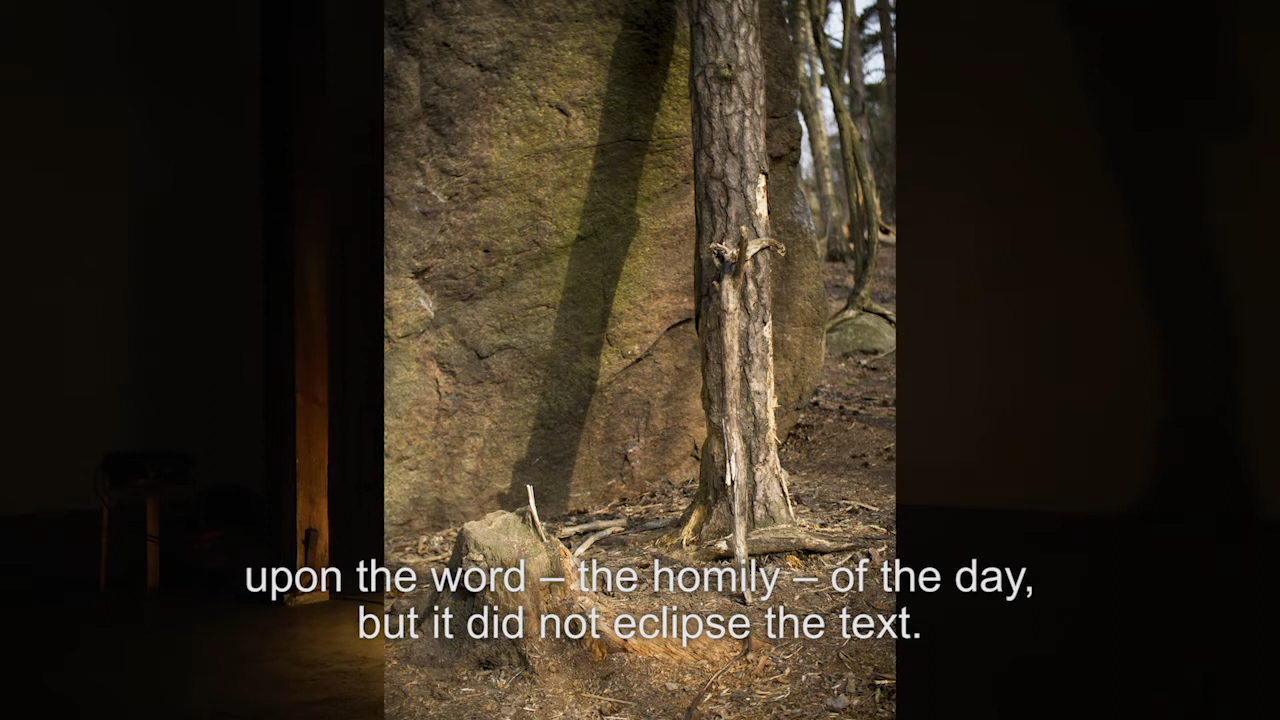 upon the word – the homily – of the day,
but it did not eclipse the text.